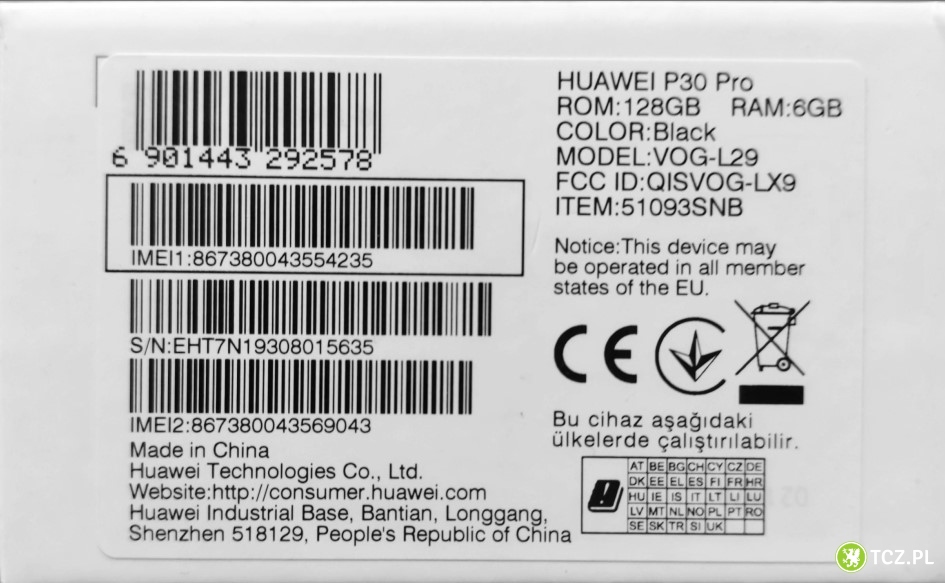 6 901443 292578
IMEI1:867380043554235
S/N:EHT7N19308015635
IMEI2:867380043569043
Made in China
Huawei Technologies Co., Ltd.
Website:http://consumer.huawei.com
Huawei Industrial Base, Bantian, Longgang,
Shenzhen 518129, People's Republic of China
HUAWEI P30 Pro
ROM:128GB RAM:6GB
COLOR:Black
MODEL:VOG-L29
FCC ID:QISVOG-LX9
ITEM:51093SNB
Notice:This device may
be operated in all member
states of the EU.
CE
Bu cihaz aşağıdaki
ülkelerde çalıştırılabilir.
AT BE BG CH CY CZ DE
DK EE EL ES FI FR HR
HU IE IS IT LT LI LU
LV MT NL NO PL PT RO
SE SK TR SI UK
TCZ.PL